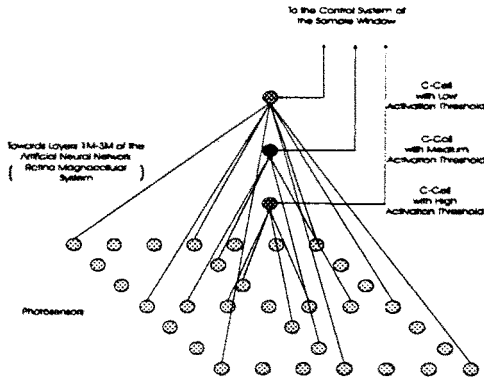 To the Control System of
the Sample Window
C-Cell
with Low
Activation Threshold
Towards Layers 1M-3M of the
Artificial Neural Network
( Retina Magnocellular )
System
C-Cell
with Medium
Activation Threshold
C-Cell
with High
Activation Threshold
Photosensors